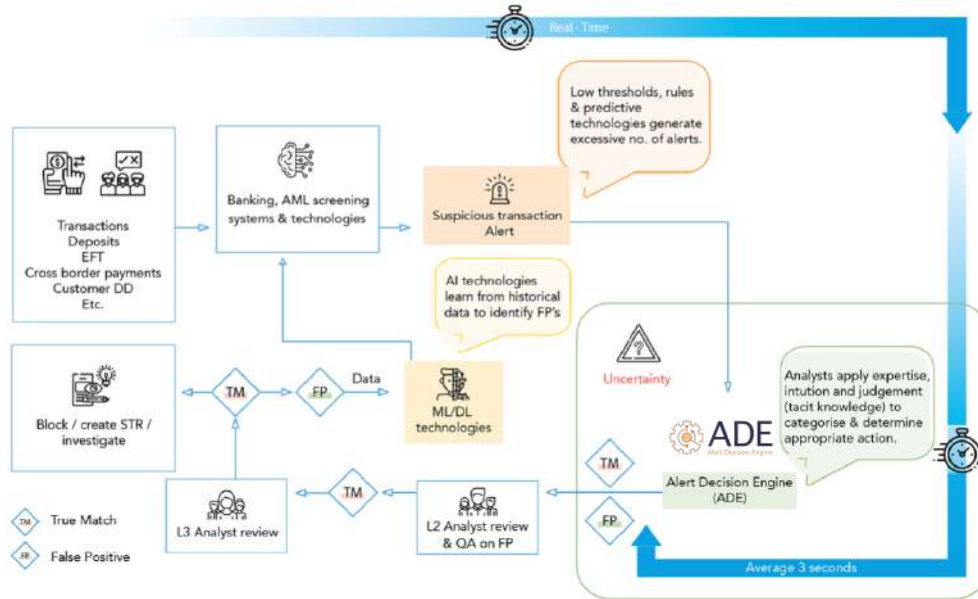 Real - Time
Low thresholds, rules
& predictive
technologies generate
excessive no. of alerts.
Transactions
Deposits
EFT
Cross border payments
Customer DD
Etc.
Banking, AML screening
systems & technologies
Suspicious transaction
Alert
AI technologies
learn from historical
data to identify FP's
Block / create STR /
investigate
TM
FP
Data
ML/DL
technologies
Uncertainty
Analysts apply expertise,
intution and judgement
(tacit knowledge) to
categorise & determine
appropriate action.
ADE
Alert Decision Engine
Alert Decision Engine
(ADE)
TM
FP
L3 Analyst review
TM
L2 Analyst review
& QA on FP
TM True Match
FP False Positive
Average 3 seconds